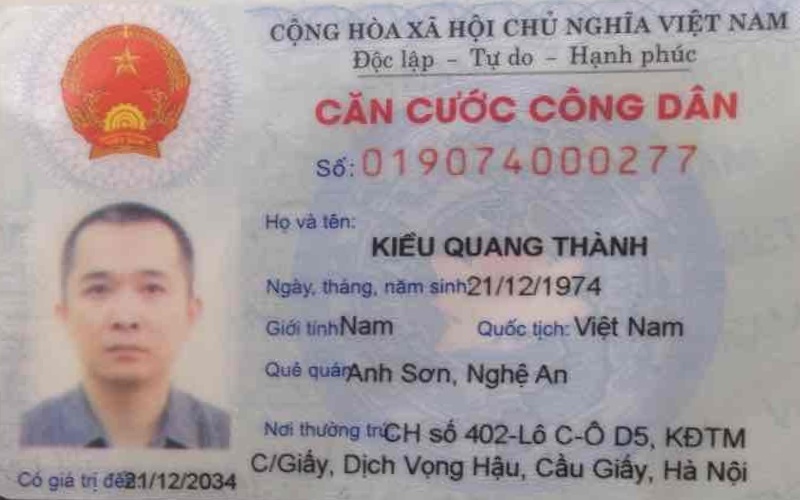 CỘNG HÒA XÃ HỘI CHỦ NGHĨA VIỆT NAM
Độc lập - Tự do - Hạnh phúc
CĂN CƯỚC CÔNG DÂN
Số: 019074000277
Họ và tên:
KIỀU QUANG THÀNH
Ngày, tháng, năm sinh 21/12/1974
Giới tính Nam Quốc tịch: Việt Nam
Quê quán Anh Sơn, Nghệ An
Nơi thường trú CH số 402-Lô C-Ô D5, KĐTM
C/Giấy, Dịch Vọng Hậu, Cầu Giấy, Hà Nội
Có giá trị đến 21/12/2034